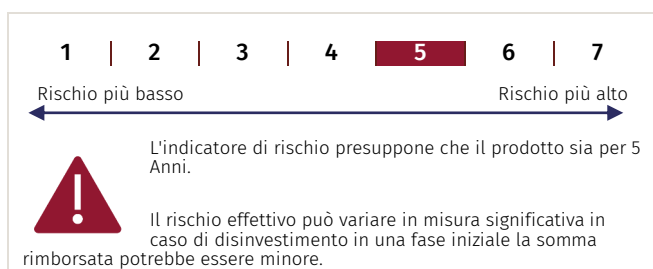 1 | 2 | 3 | 4 | 5 | 6 | 7
Rischio più basso Rischio più alto
L'indicatore di rischio presuppone che il prodotto sia per 5
Anni.
Il rischio effettivo può variare in misura significativa in
caso di disinvestimento in una fase iniziale la somma
rimborsata potrebbe essere minore.